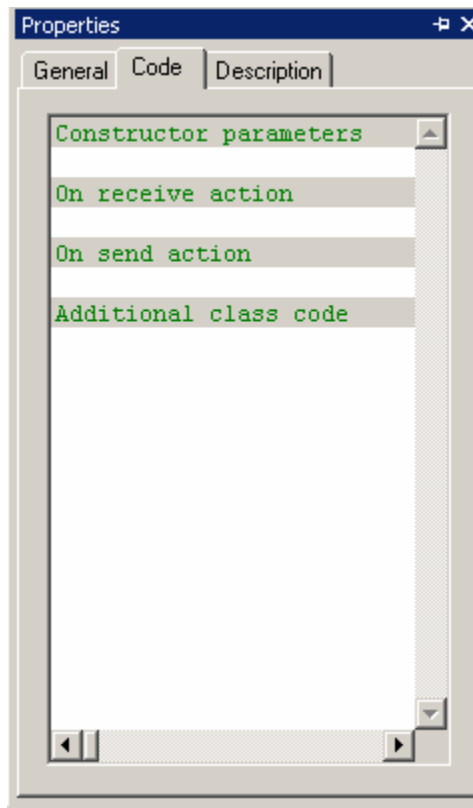 Properties
General Code Description
Constructor parameters
On receive action
On send action
Additional class code